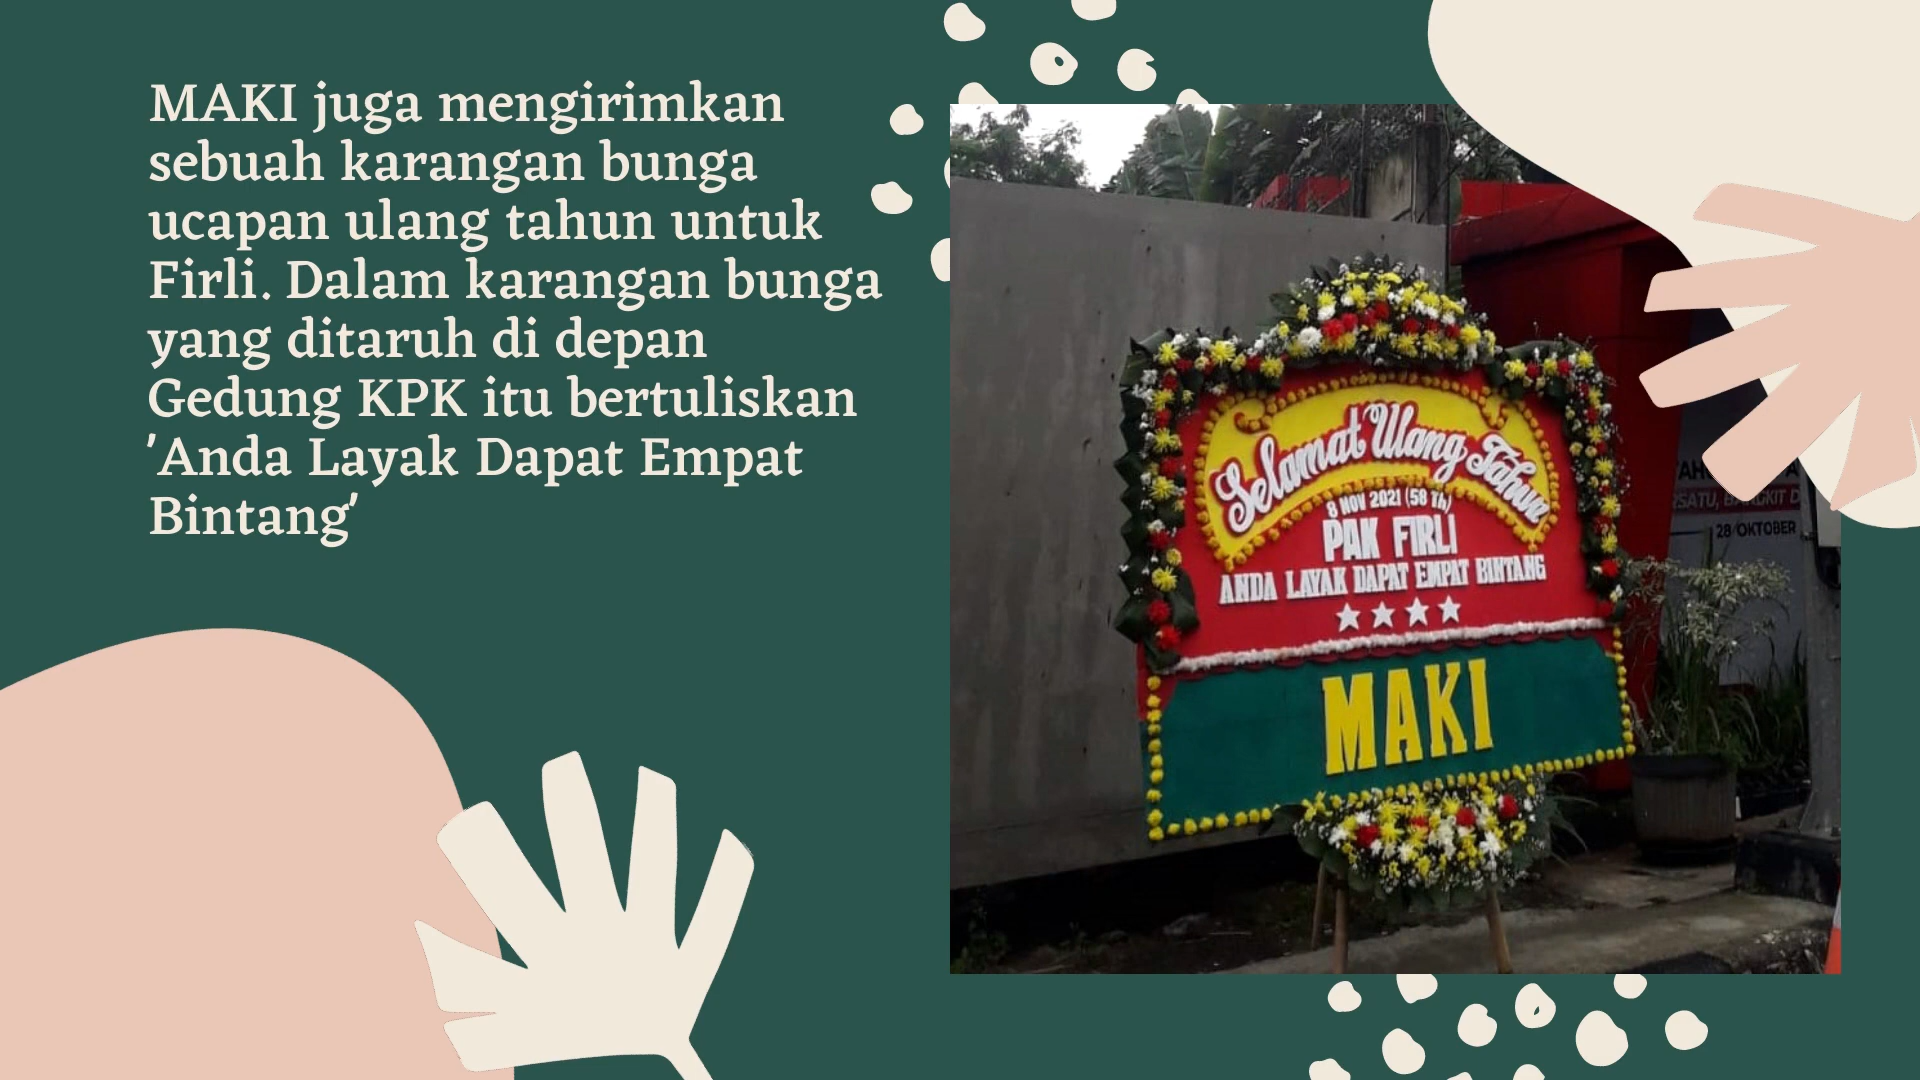 MAKI juga mengirimkan
sebuah karangan bunga
ucapan ulang tahun untuk
Firli. Dalam karangan bunga
yang ditaruh di depan
Gedung KPK itu bertuliskan
'Anda Layak Dapat Empat
Bintang'
Selamat Ulang Tahun
8 NOV 2021 (58 Th)
PAK FIRLI
ANDA LAYAK DAPAT EMPAT BINTANG
MAKI
28 OKTOBER